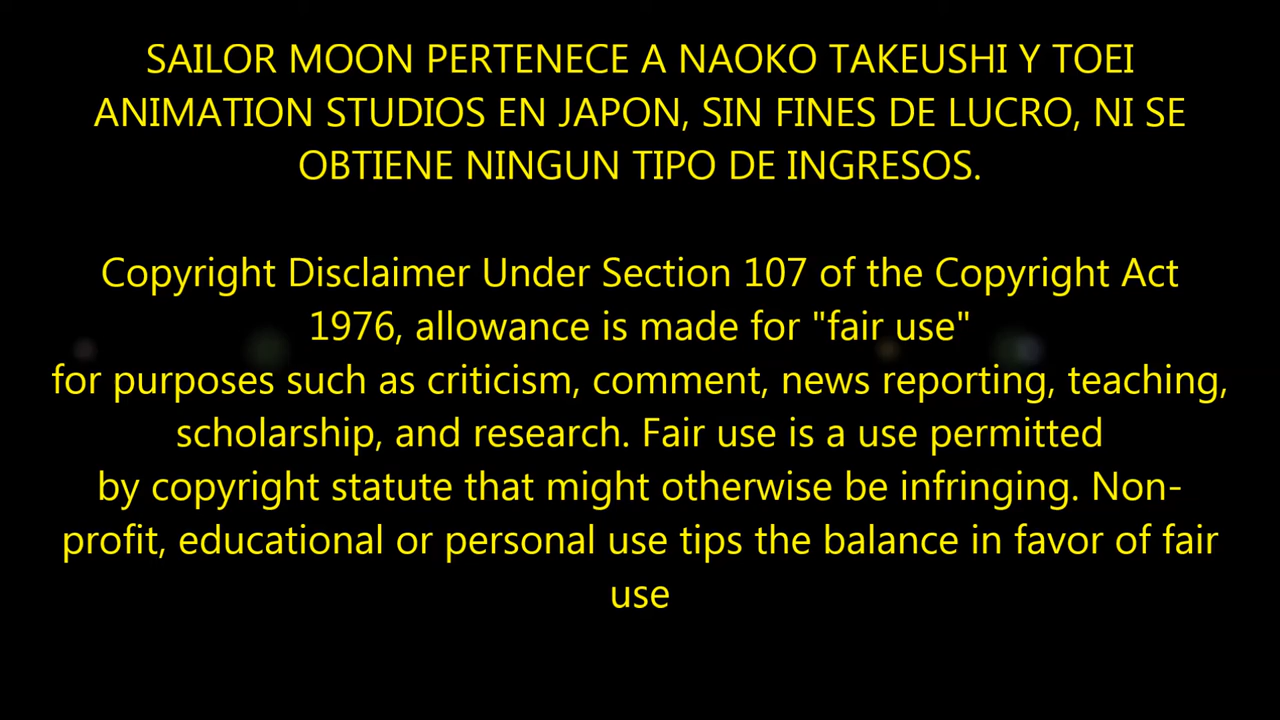 SAILOR MOON PERTENECE A NAOKO TAKEUSHI Y TOEI
ANIMATION STUDIOS EN JAPON, SIN FINES DE LUCRO, NI SE
OBTIENE NINGUN TIPO DE INGRESOS.
Copyright Disclaimer Under Section 107 of the Copyright Act
1976, allowance is made for "fair use"
for purposes such as criticism, comment, news reporting, teaching,
scholarship, and research. Fair use is a use permitted
by copyright statute that might otherwise be infringing. Non-
profit, educational or personal use tips the balance in favor of fair
use